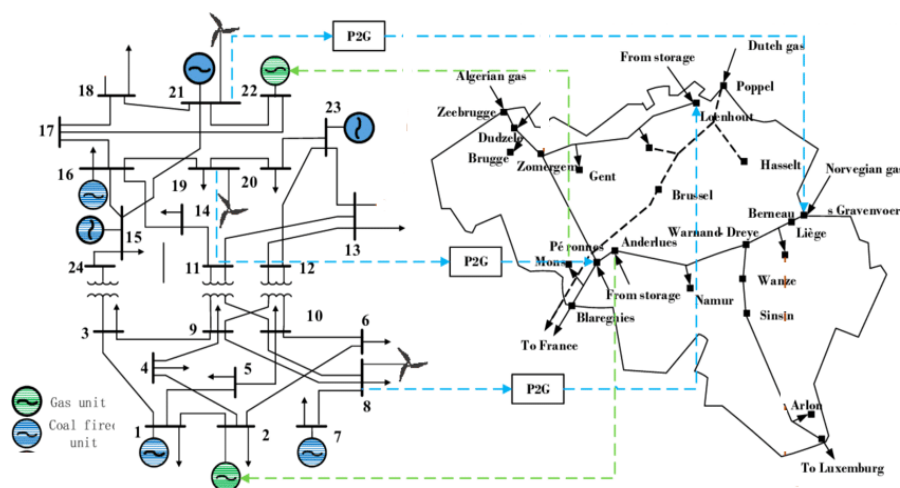 P2G
18
21
22
23
17
16
19
20
14
15
13
24
11
12
3
9
10
6
4
5
8
1
2
7
Gas unit
Coal fired
unit
P2G
P2G
Dutch gas
From storage
Poppel
Algerian gas
Zeebrugge
Loenhout
Dudzele
Brugge
Zomergem
Gent
Hasselt
Norvegian gas
Brussel
Berneau
s Gravenvoer
Warnand-Dreye
Liège
Péronnes
Anderlues
Mons
Wanze
From storage
Namur
Blaregnies
Sinsin
To France
Arlon
To Luxemburg